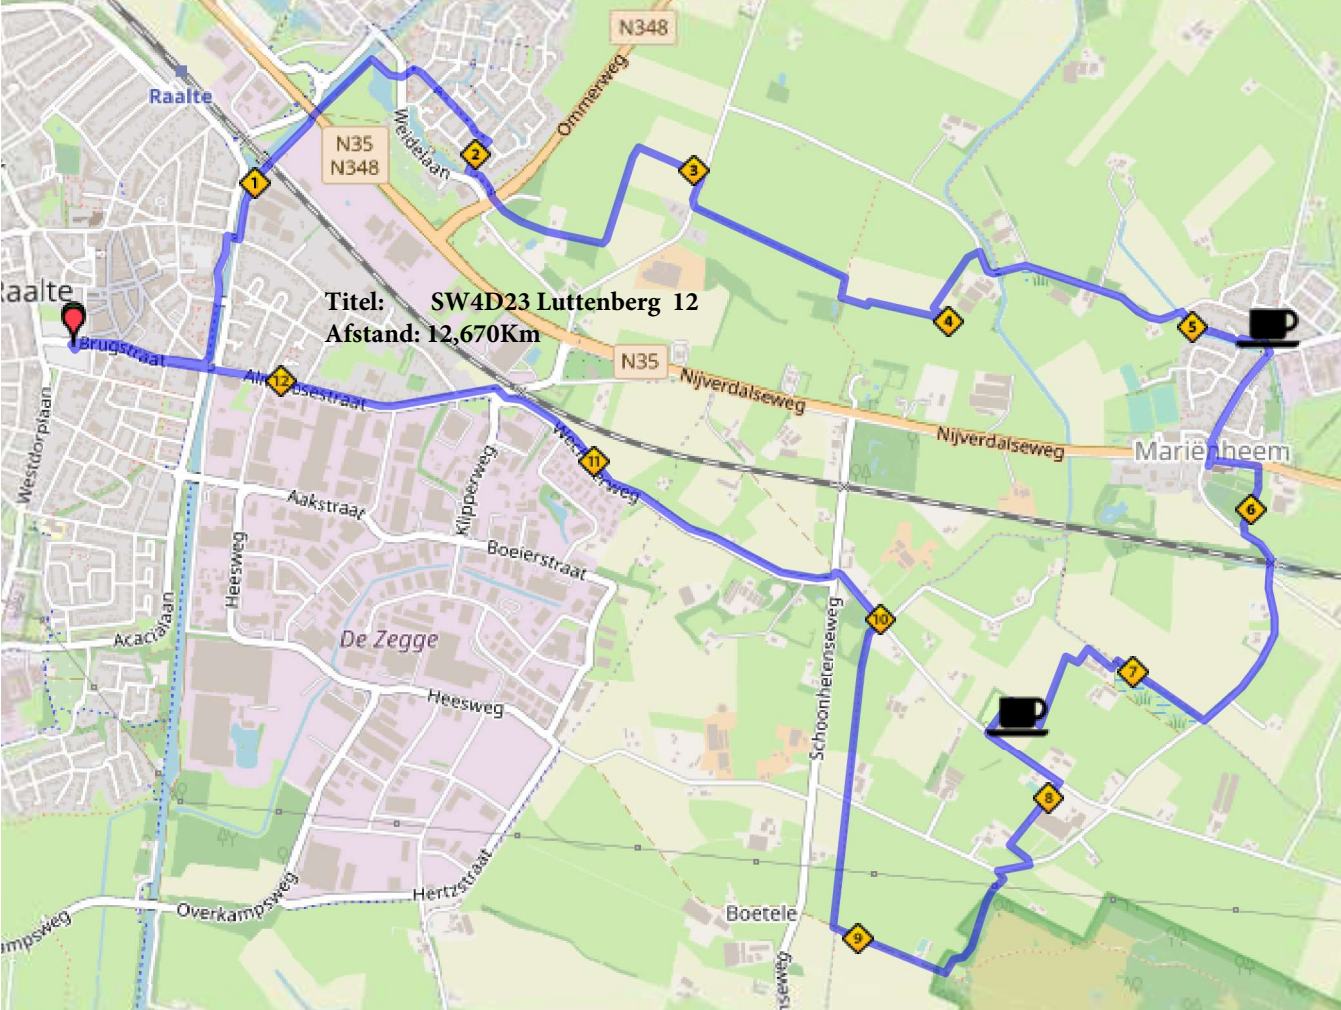 N348
Raalte
Ommerweg
N35
N348
Weidelaan
2
3
1
Raalte
Titel: SW4D23 Luttenberg 12
Afstand: 12,670Km
4
5
Brugstraat
N35
12
Nijverdalseweg
Nijverdalseweg
Mariënheem
Westdorplaan
11
Klipperweg
Aakstraat
6
Boeierstraat
Heesweg
Acacialaan
10
De Zegge
Schoonhetenseweg
7
Heesweg
8
Hertzstraat
Overkampsweg
Boetele
9